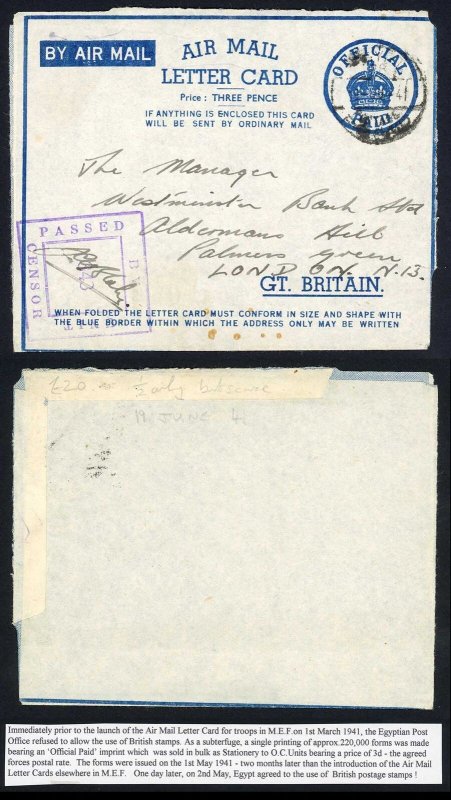 BY AIR MAIL
AIR MAIL
LETTER CARD
Price : THREE PENCE
IF ANYTHING IS ENCLOSED THIS CARD
WILL BE SENT BY ORDINARY MAIL
OFFICIAL
PAID
The Manager
Westminster Bank Ltd
Aldermans Hill
Palmers Green
LONDON. N.13.
GT. BRITAIN.
PASSED
CENSOR
WHEN FOLDED THE LETTER CARD MUST CONFORM IN SIZE AND SHAPE WITH
THE BLUE BORDER WITHIN WHICH THE ADDRESS ONLY MAY BE WRITTEN
£20.00 Early but scarce
19 JUNE 41
Immediately prior to the launch of the Air Mail Letter Card for troops in M.E.F.on 1st March 1941, the Egyptian Post
Office refused to allow the use of British stamps. As a subterfuge, a single printing of approx.220,000 forms was made
bearing an 'Official Paid' imprint which was sold in bulk as Stationery to O.C.Units bearing a price of 3d - the agreed
forces postal rate. The forms were issued on the 1st May 1941 - two months later than the introduction of the Air Mail
Letter Cards elsewhere in M.E.F. One day later, on 2nd May, Egypt agreed to the use of British postage stamps !